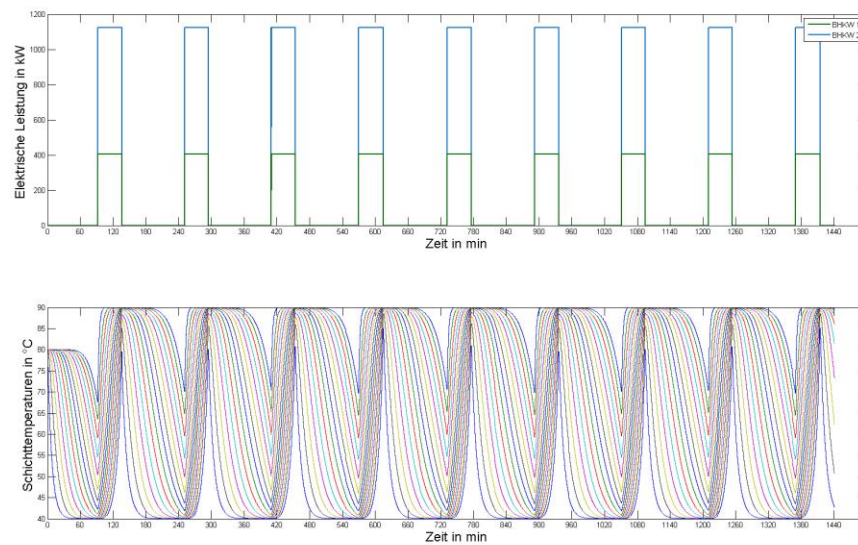 1200
1000
800
600
400
200
0
Elektrische Leistung in kW
BHKW 1
BHKW 2
0 60 120 180 240 300 360 420 480 540 600 660 720 780 840 900 960 1020 1080 1140 1200 1260 1320 1380 1440
Zeit in min
90
85
80
75
70
65
60
55
50
45
40
Schichttemperaturen in °C
0 60 120 180 240 300 360 420 480 540 600 660 720 780 840 900 960 1020 1080 1140 1200 1260 1320 1380 1440
Zeit in min